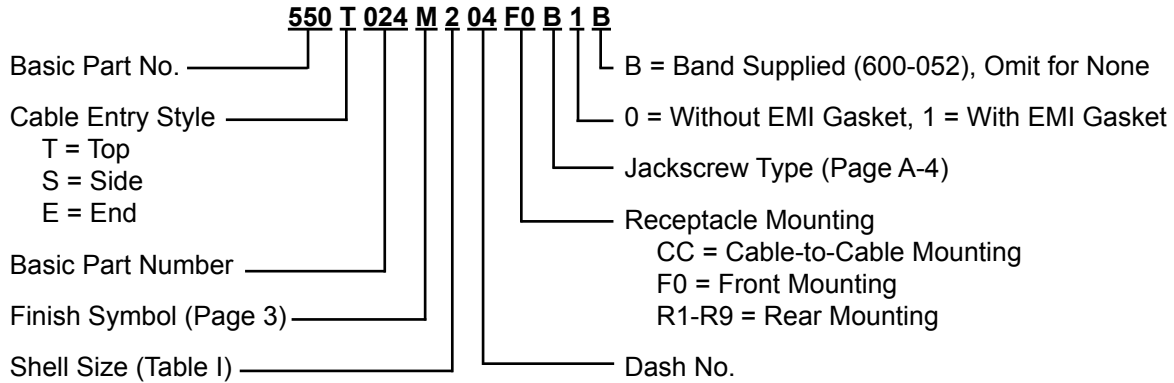 550 T 024 M 2 04 F0 B 1 B
Basic Part No.
Cable Entry Style
T = Top
S = Side
E = End
Basic Part Number
Finish Symbol (Page 3)
Shell Size (Table I)
B = Band Supplied (600-052), Omit for None
0 = Without EMI Gasket, 1 = With EMI Gasket
Jackscrew Type (Page A-4)
Receptacle Mounting
CC = Cable-to-Cable Mounting
F0 = Front Mounting
R1-R9 = Rear Mounting
Dash No.